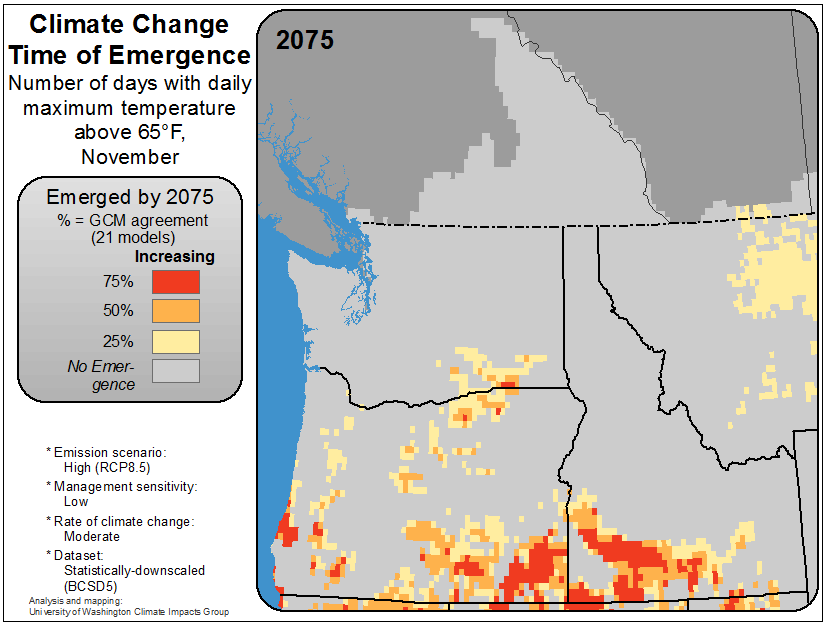 Climate Change
Time of Emergence
Number of days with daily
maximum temperature
above 65°F,
November
2075
Emerged by 2075
% = GCM agreement
(21 models)
Increasing
75%
50%
25%
No Emer-
gence
* Emission scenario:
High (RCP8.5)
* Management sensitivity:
Low
* Rate of climate change:
Moderate
* Dataset:
Statistically-downscaled
(BCSD5)
Analysis and mapping:
University of Washington Climate Impacts Group